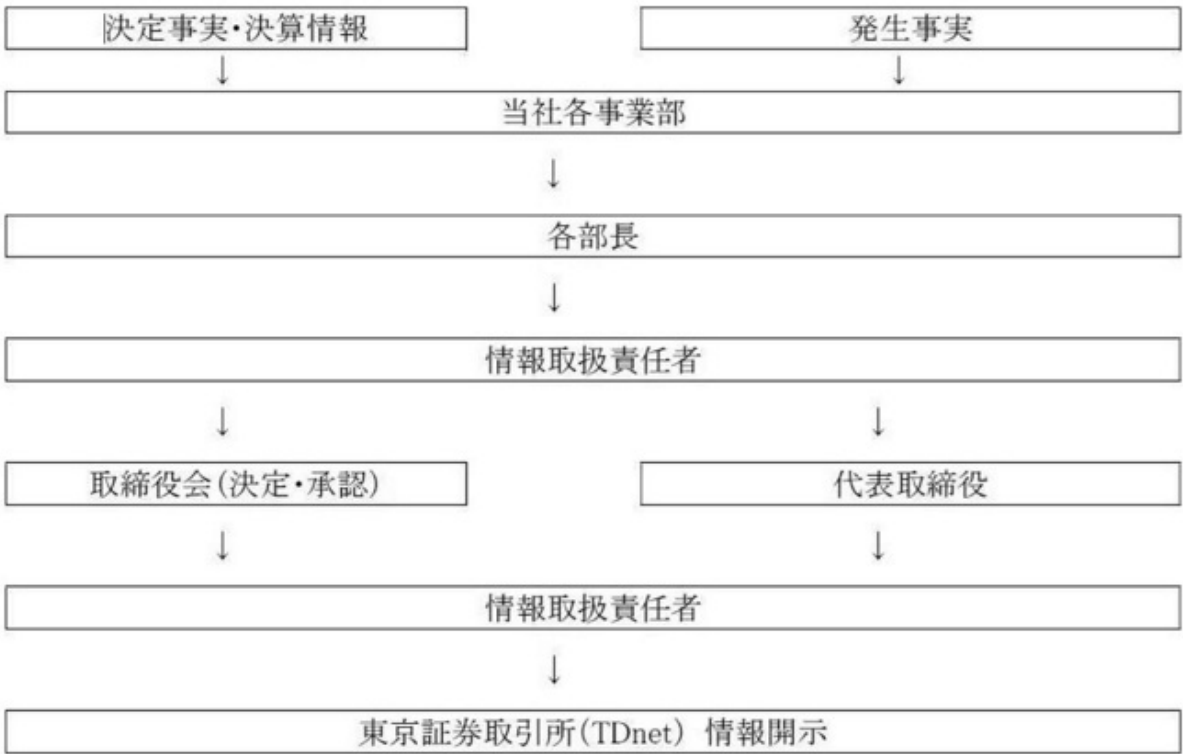 決定事実・決算情報
発生事実
↓
↓
当社各事業部
↓
各部長
↓
情報取扱責任者
↓
↓
取締役会(決定・承認)
代表取締役
↓
↓
情報取扱責任者
↓
東京証券取引所(TDnet) 情報開示